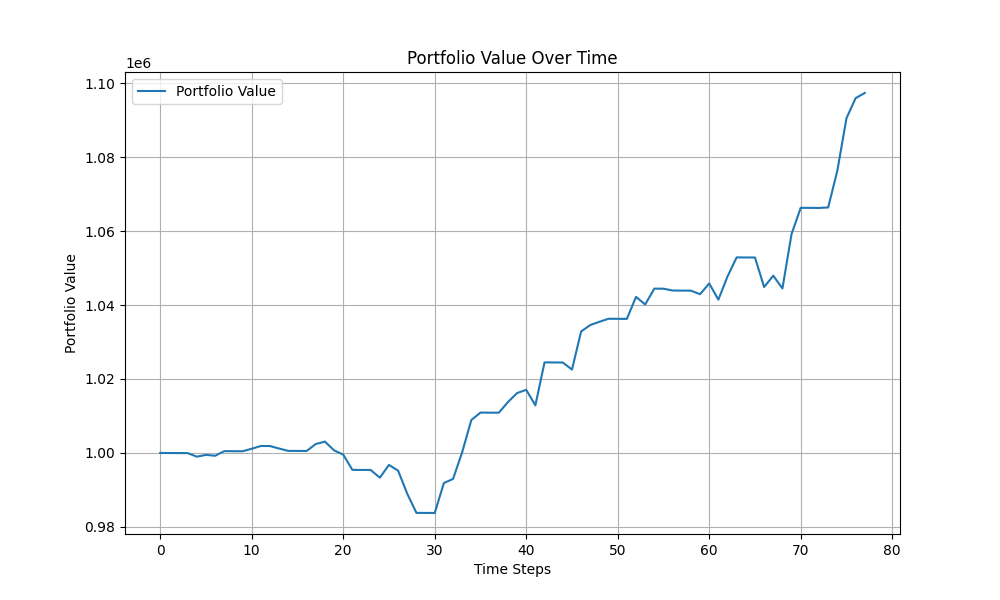 Portfolio Value Over Time
1e6
Portfolio Value
1.10
1.08
1.06
1.04
1.02
1.00
0.98
Portfolio Value
0 10 20 30 40 50 60 70 80
Time Steps